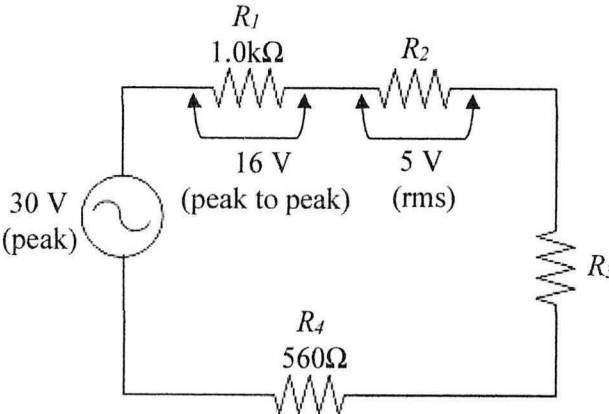 R1
1.0kΩ
R2
16 V
(peak to peak)
5 V
(rms)
30 V
(peak)
R4
560Ω